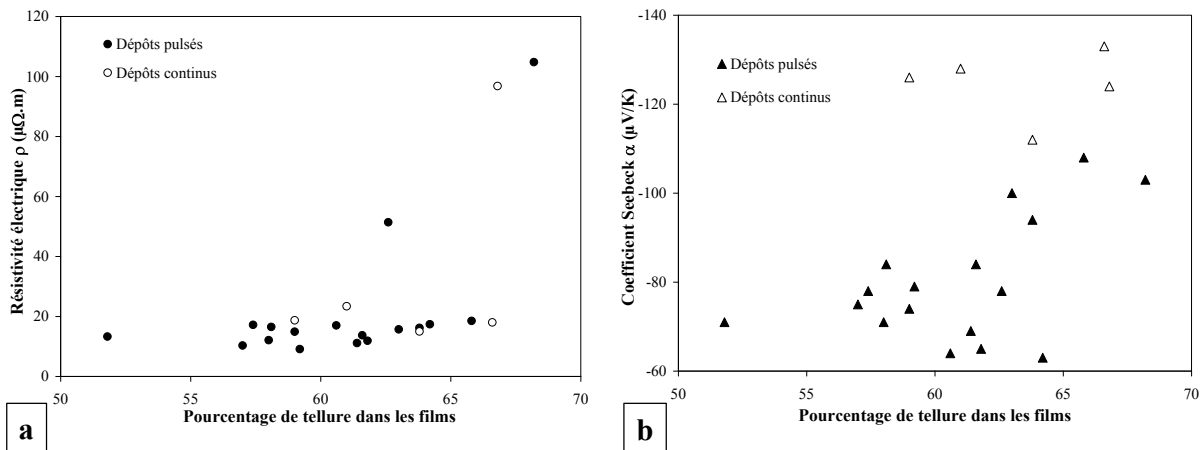 120
100
80
60
40
20
0
50
55
60
65
70
Résistivité électrique ρ (µΩ.m)
Pourcentage de tellure dans les films
Dépôts pulsés
Dépôts continus
a
-140
-120
-100
-80
-60
50
55
60
65
70
Coefficient Seebeck α (µV/K)
Pourcentage de tellure dans les films
Dépôts pulsés
Dépôts continus
b